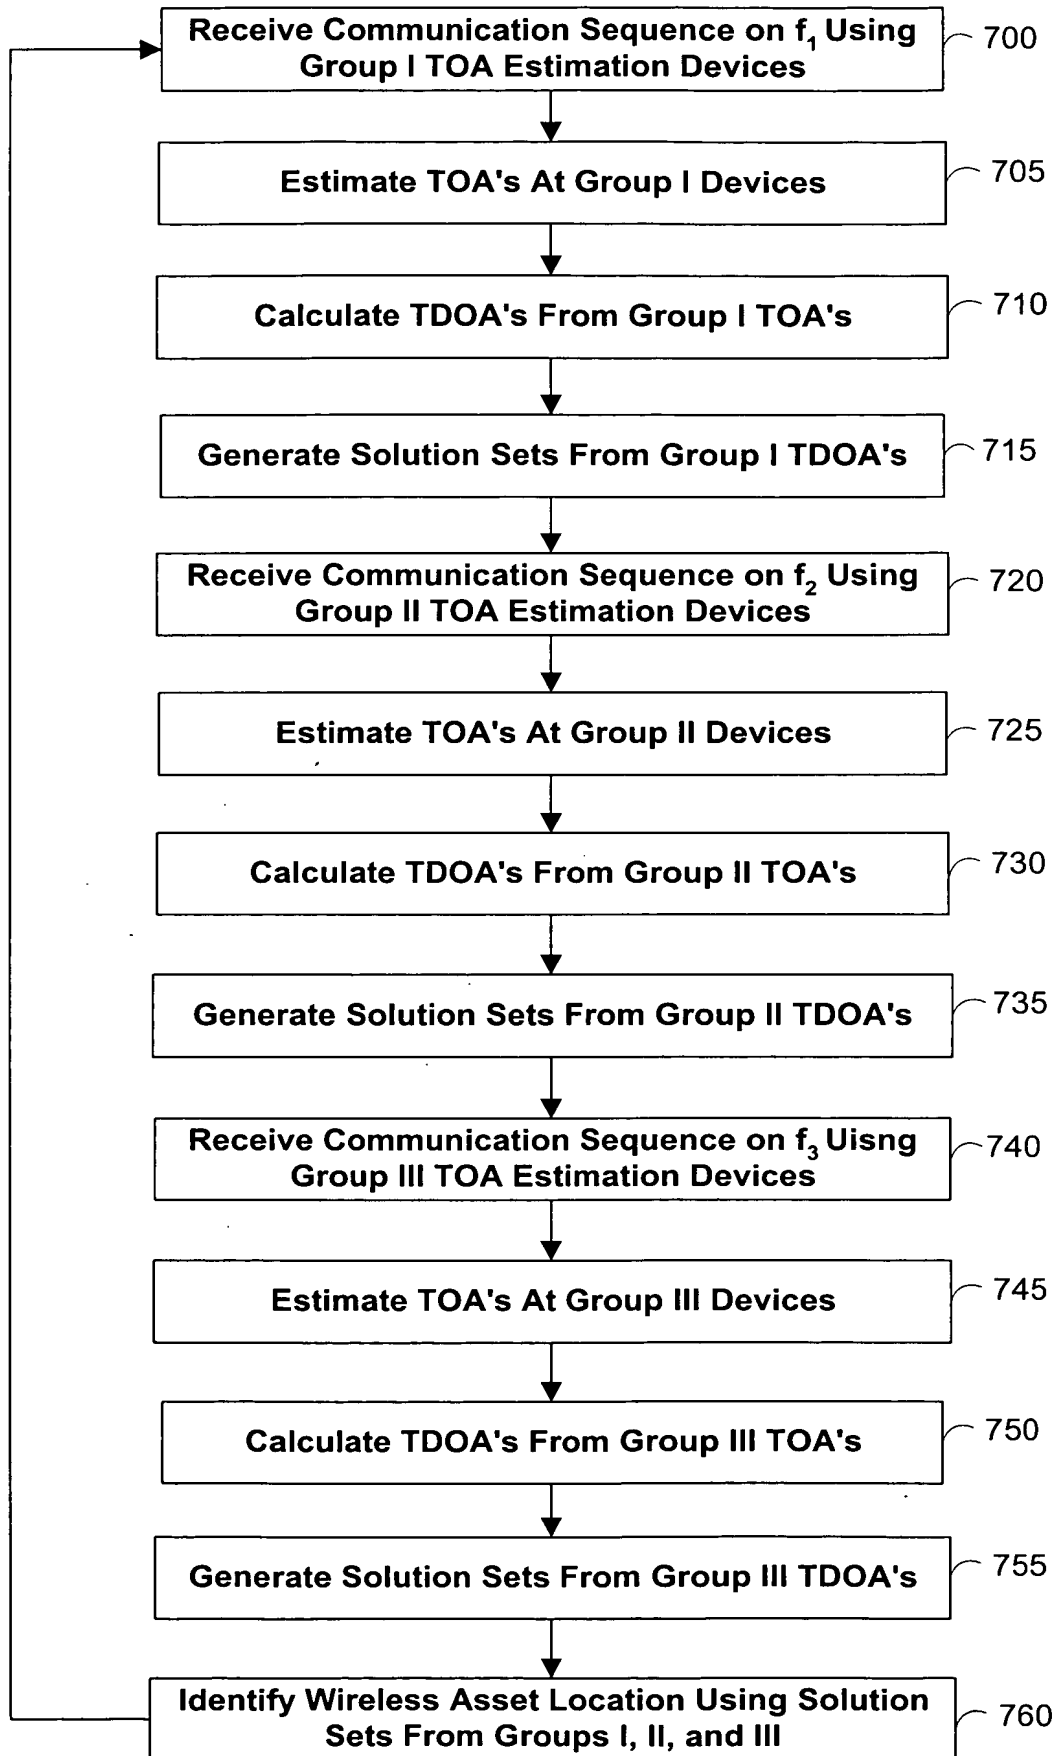 Receive Communication Sequence on f₁ Using
Group I TOA Estimation Devices
700
Estimate TOA's At Group I Devices
705
Calculate TDOA's From Group I TOA's
710
Generate Solution Sets From Group I TDOA's
715
Receive Communication Sequence on f₂ Using
Group II TOA Estimation Devices
720
Estimate TOA's At Group II Devices
725
Calculate TDOA's From Group II TOA's
730
Generate Solution Sets From Group II TDOA's
735
Receive Communication Sequence on f₃ Uisng
Group III TOA Estimation Devices
740
Estimate TOA's At Group III Devices
745
Calculate TDOA's From Group III TOA's
750
Generate Solution Sets From Group III TDOA's
755
Identify Wireless Asset Location Using Solution
Sets From Groups I, II, and III
760